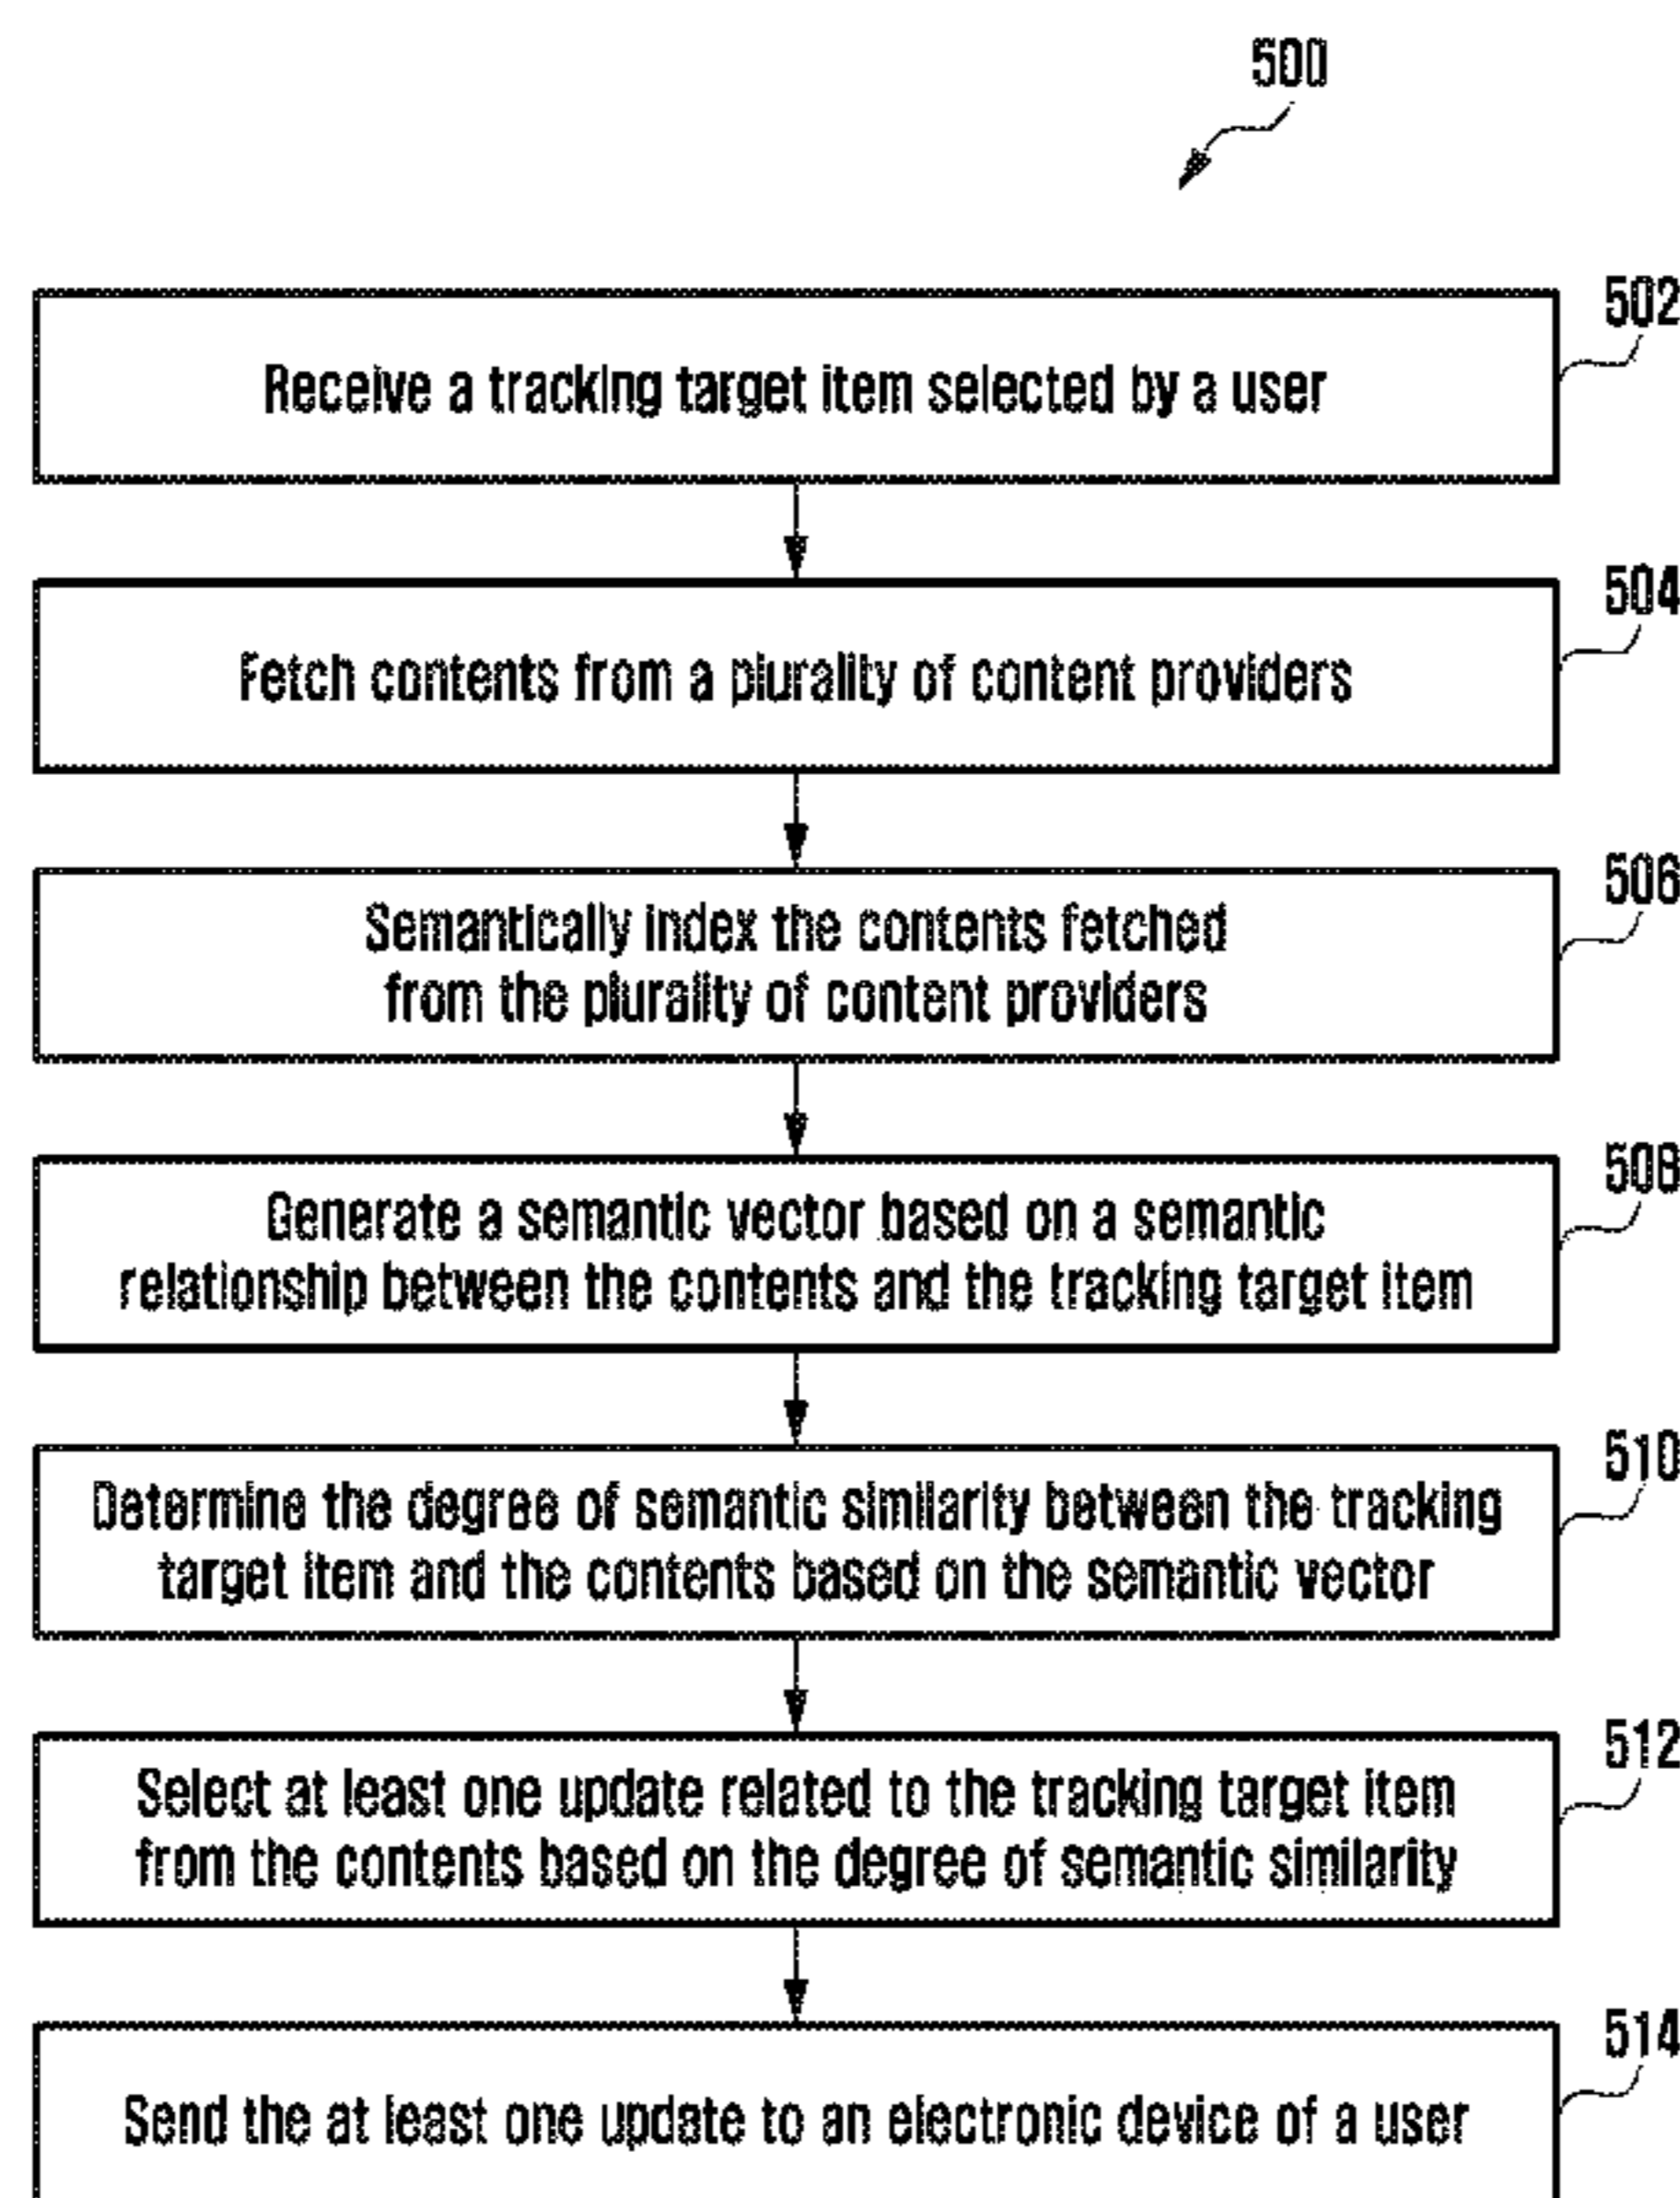 500
502
Receive a tracking target item selected by a user
504
Fetch contents from a plurality of content providers
506
Semantically index the contents fetched
from the plurality of content providers
508
Generate a semantic vector based on a semantic
relationship between the contents and the tracking target item
510
Determine the degree of semantic similarity between the tracking
target item and the contents based on the semantic vector
512
Select at least one update related to the tracking target item
from the contents based on the degree of semantic similarity
514
Send the at least one update to an electronic device of a user